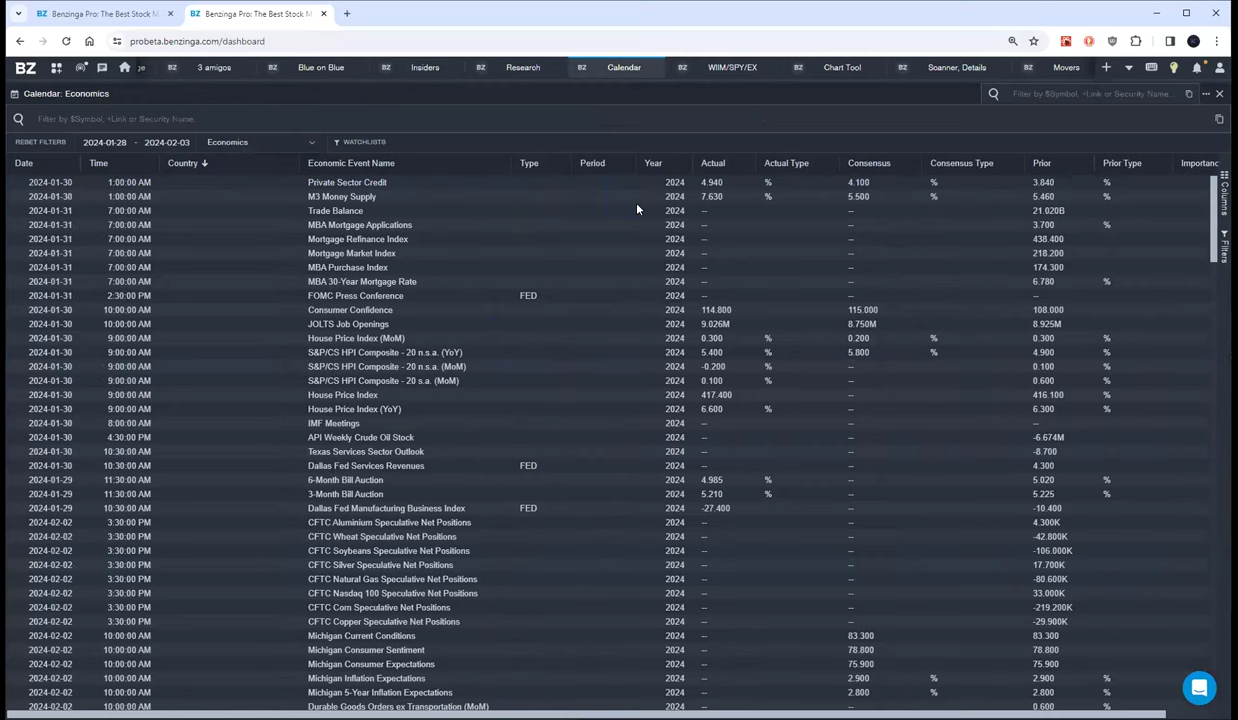 Benzinga Pro: The Best Stock M
Benzinga Pro: The Best Stock M
probeta.benzinga.com/dashboard
BZ ge BZ 3 amigos BZ Blue on Blue BZ Insiders BZ Research BZ Calendar BZ WIIM/SPY/EX BZ Chart Tool BZ Scanner, Details BZ Movers
Calendar: Economics
Filter by $Symbol, +Link or Security Name...
Filter by $Symbol, +Link or Security Name...
RESET FILTERS 2024-01-28 - 2024-02-03 Economics WATCHLISTS
Date Time Country Economic Event Name Type Period Year Actual Actual Type Consensus Consensus Type Prior Prior Type Importanc
2024-01-30 1:00:00 AM Private Sector Credit 2024 4.940 % 4.100 % 3.840 %
2024-01-30 1:00:00 AM M3 Money Supply 2024 7.630 % 5.500 % 5.460 %
2024-01-31 7:00:00 AM Trade Balance 2024 -- -- 21.020B
2024-01-31 7:00:00 AM MBA Mortgage Applications 2024 -- -- 3.700 %
2024-01-31 7:00:00 AM Mortgage Refinance Index 2024 -- -- 438.400
2024-01-31 7:00:00 AM Mortgage Market Index 2024 -- -- 218.200
2024-01-31 7:00:00 AM MBA Purchase Index 2024 -- -- 174.300
2024-01-31 7:00:00 AM MBA 30-Year Mortgage Rate 2024 -- -- 6.780 %
2024-01-31 2:30:00 PM FOMC Press Conference FED 2024 -- -- --
2024-01-30 10:00:00 AM Consumer Confidence 2024 114.800 115.000 108.000
2024-01-30 10:00:00 AM JOLTS Job Openings 2024 9.026M 8.750M 8.925M
2024-01-30 9:00:00 AM House Price Index (MoM) 2024 0.300 % 0.200 % 0.300 %
2024-01-30 9:00:00 AM S&P/CS HPI Composite - 20 n.s.a. (YoY) 2024 5.400 % 5.800 % 4.900 %
2024-01-30 9:00:00 AM S&P/CS HPI Composite - 20 n.s.a. (MoM) 2024 -0.200 % -- 0.100 %
2024-01-30 9:00:00 AM S&P/CS HPI Composite - 20 s.a. (MoM) 2024 0.100 % -- 0.600 %
2024-01-30 9:00:00 AM House Price Index 2024 417.400 -- 416.100 %
2024-01-30 9:00:00 AM House Price Index (YoY) 2024 6.600 % -- 6.300 %
2024-01-30 8:00:00 AM IMF Meetings 2024 -- -- --
2024-01-30 4:30:00 PM API Weekly Crude Oil Stock 2024 -- -- -6.674M
2024-01-30 10:30:00 AM Texas Services Sector Outlook 2024 -- -- -8.700
2024-01-30 10:30:00 AM Dallas Fed Services Revenues FED 2024 -- -- 4.300
2024-01-29 11:30:00 AM 6-Month Bill Auction 2024 4.985 % -- 5.020 %
2024-01-29 11:30:00 AM 3-Month Bill Auction 2024 5.210 % -- 5.225 %
2024-01-29 10:30:00 AM Dallas Fed Manufacturing Business Index FED 2024 -27.400 -- -10.400
2024-02-02 3:30:00 PM CFTC Aluminium Speculative Net Positions 2024 -- -- 4.300K
2024-02-02 3:30:00 PM CFTC Wheat Speculative Net Positions 2024 -- -- -42.800K
2024-02-02 3:30:00 PM CFTC Soybeans Speculative Net Positions 2024 -- -- -106.000K
2024-02-02 3:30:00 PM CFTC Silver Speculative Net Positions 2024 -- -- 17.700K
2024-02-02 3:30:00 PM CFTC Natural Gas Speculative Net Positions 2024 -- -- -80.600K
2024-02-02 3:30:00 PM CFTC Nasdaq 100 Speculative Net Positions 2024 -- -- 33.000K
2024-02-02 3:30:00 PM CFTC Corn Speculative Net Positions 2024 -- -- -219.200K
2024-02-02 3:30:00 PM CFTC Copper Speculative Net Positions 2024 -- -- -29.900K
2024-02-02 10:00:00 AM Michigan Current Conditions 2024 -- 83.300 83.300
2024-02-02 10:00:00 AM Michigan Consumer Sentiment 2024 -- 78.800 78.800
2024-02-02 10:00:00 AM Michigan Consumer Expectations 2024 -- 75.900 75.900
2024-02-02 10:00:00 AM Michigan Inflation Expectations 2024 -- 2.900 % 2.900 %
2024-02-02 10:00:00 AM Michigan 5-Year Inflation Expectations 2024 -- 2.800 % 2.800 %
2024-02-02 10:00:00 AM Durable Goods Orders ex Transportation (MoM) 2024 -- -- 0.600 %
Columns
Filters